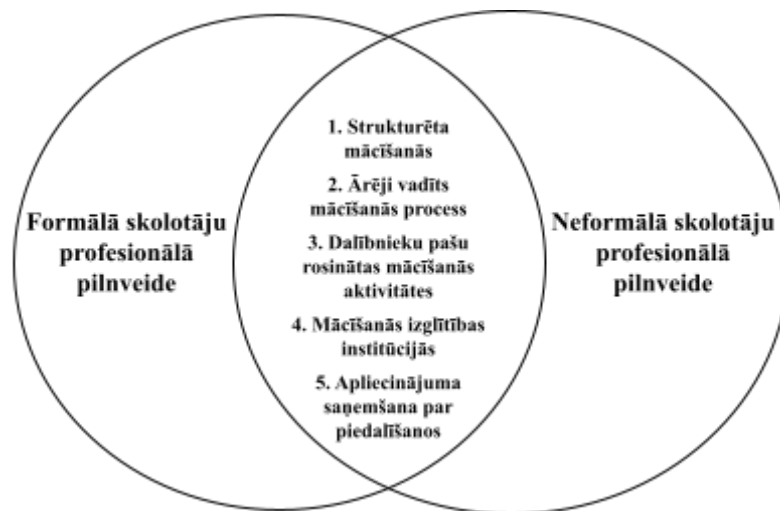 Formālā skolotāju
profesionālā
pilnveide
1. Strukturēta
mācīšanās
2. Ārēji vadīts
mācīšanās process
3. Dalībnieku pašu
rosinātas mācīšanās
aktivitātes
4. Mācīšanās izglītības
institūcijās
5. Apliecinājuma
saņemšana par
piedalīšanos
Neformālā skolotāju
profesionālā
pilnveide